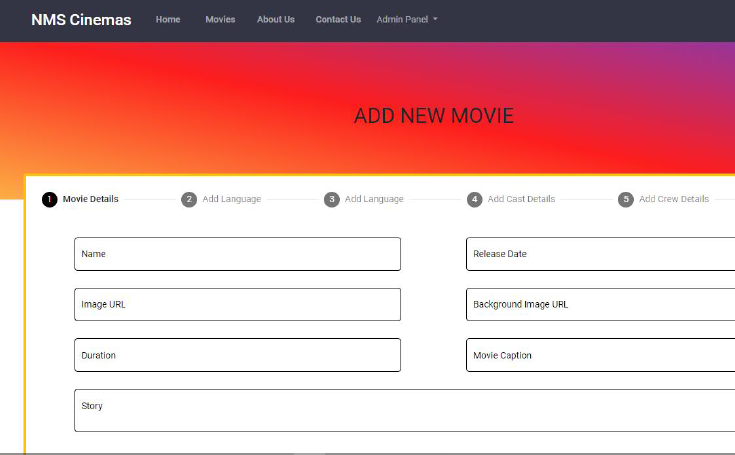 NMS Cinemas Home Movies About Us Contact Us Admin Panel
ADD NEW MOVIE
1 Movie Details 2 Add Language 3 Add Language 4 Add Cast Details 5 Add Crew Details
Name Release Date
Image URL Background Image URL
Duration Movie Caption
Story